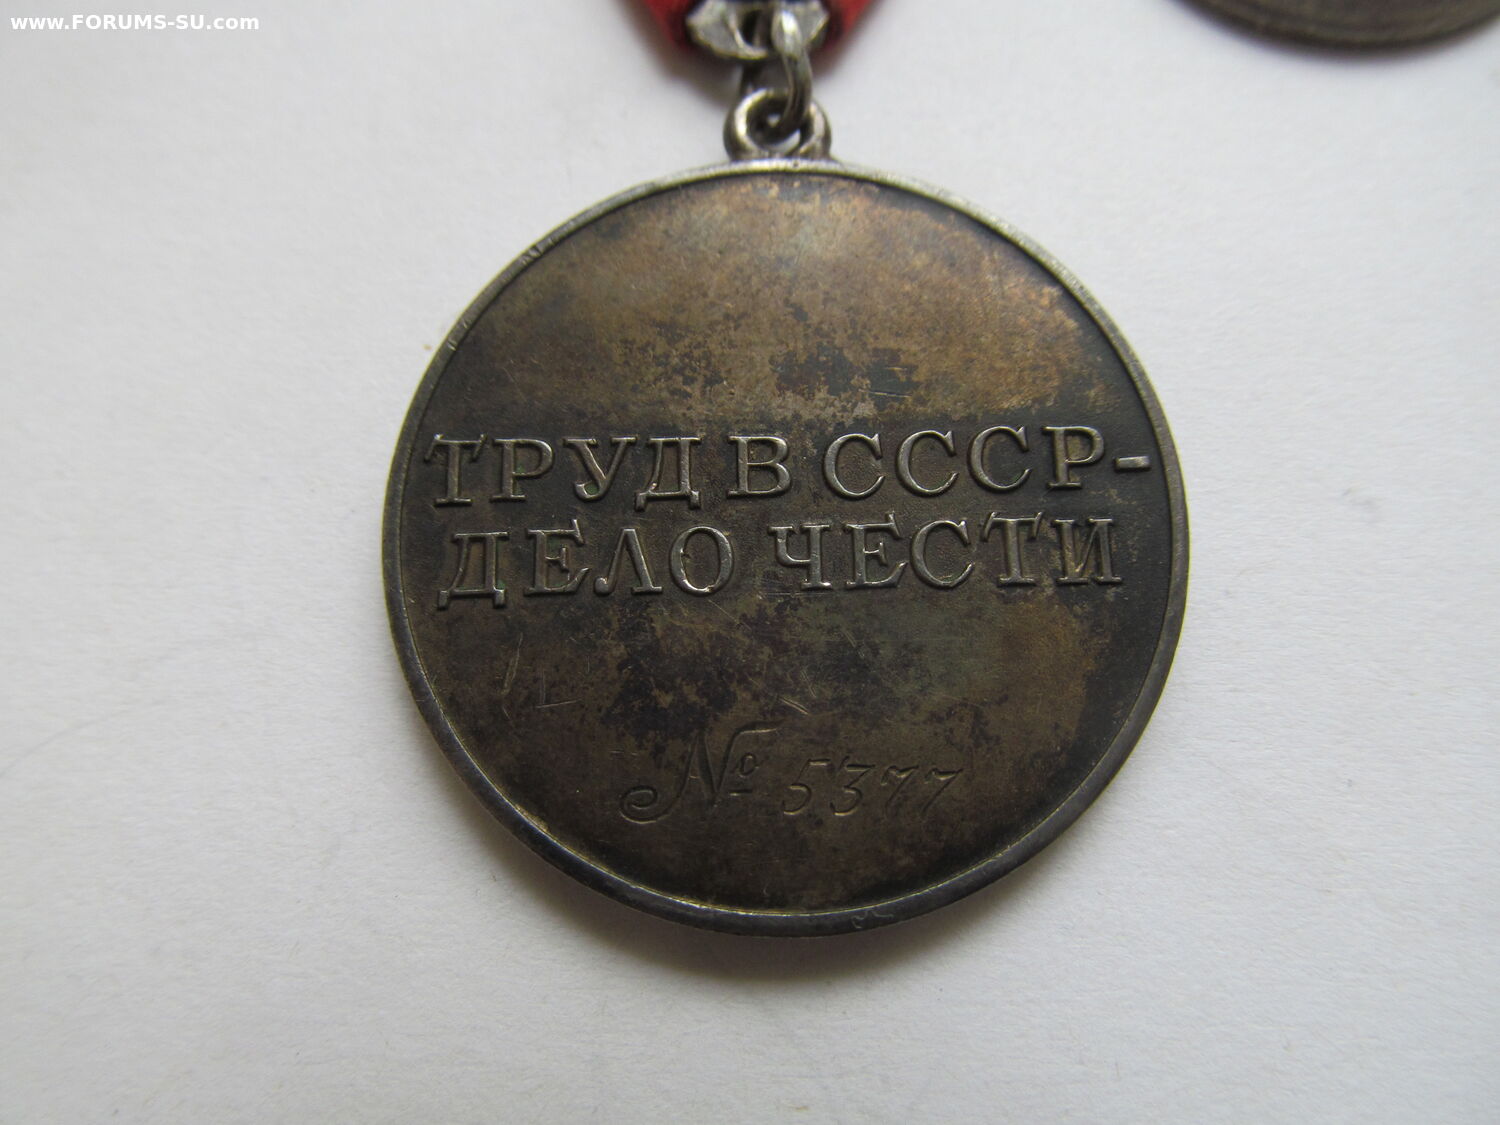 www.FORUMS-SU.com
ТРУД В СССР-
ДЕЛО ЧЕСТИ
№ 5377